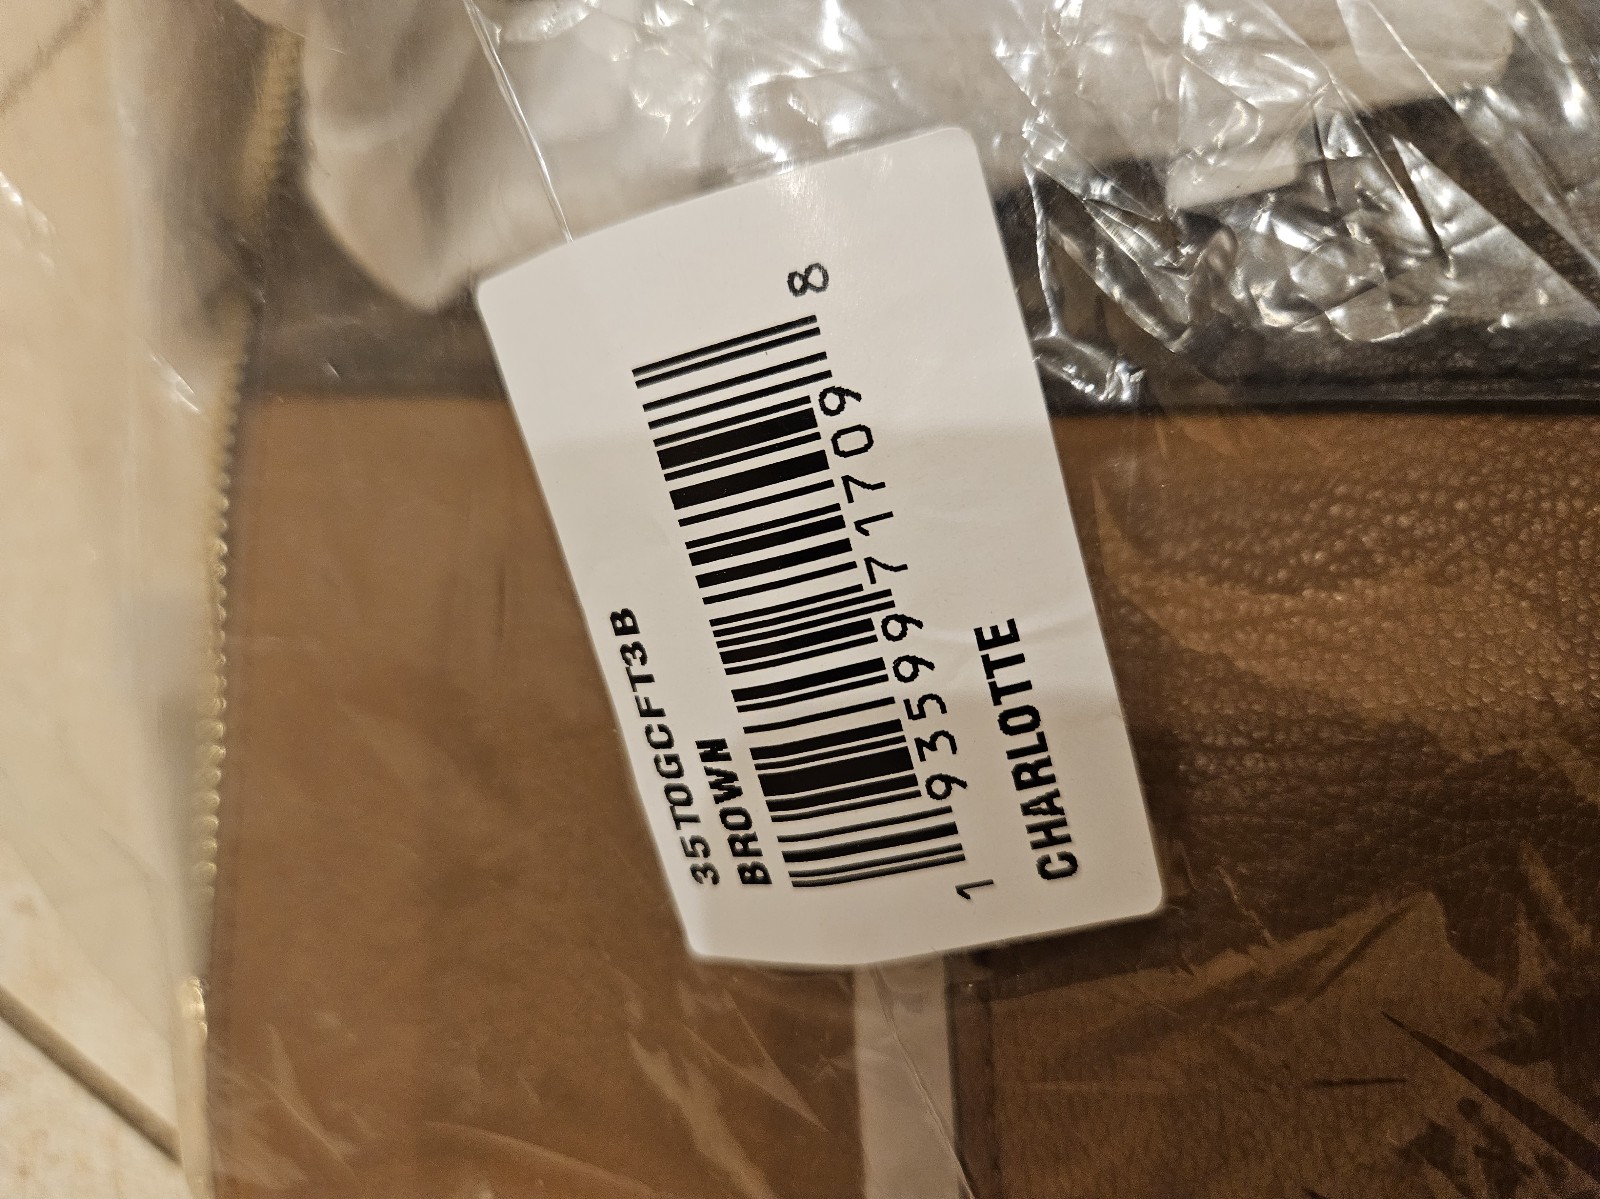 35T0GCFT3B
BROWN
1 93599 71709 8
CHARLOTTE